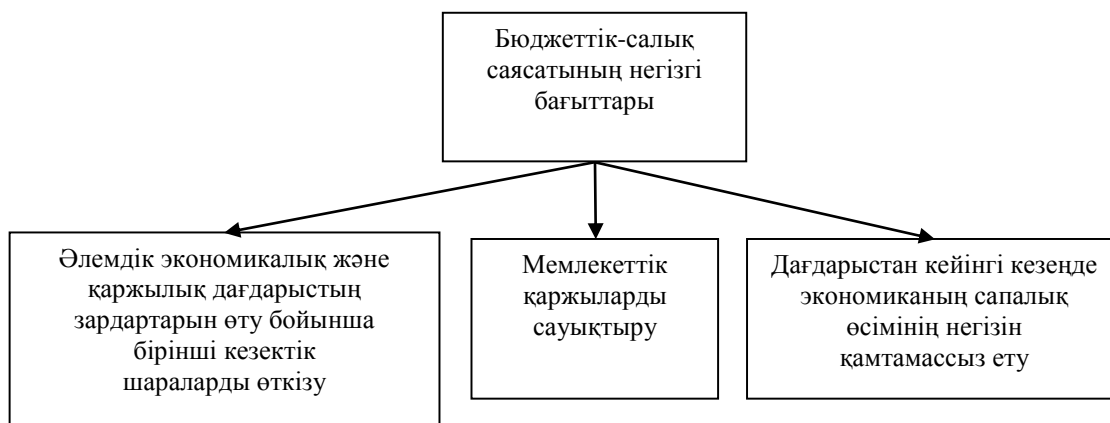 Бюджеттік-салық
саясатының негізгі
бағыттары
Әлемдік экономикалық және
қаржылық дағдарыстың
зардартарын өту бойынша
бірінші кезектік
шараларды өткізу
Мемлекеттік
қаржыларды
сауықтыру
Дағдарыстан кейінгі кезеңде
экономиканың сапалық
өсімінің негізін
қамтамассыз ету